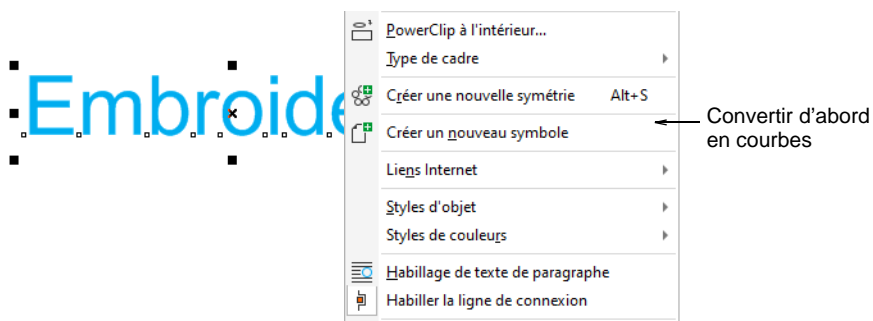 Embroide
PowerClip à l'intérieur...
Type de cadre
Créer une nouvelle symétrie Alt+S
Créer un nouveau symbole
Liens Internet
Styles d'objet
Styles de couleurs
Habillage de texte de paragraphe
Habiller la ligne de connexion
Convertir d'abord
en courbes